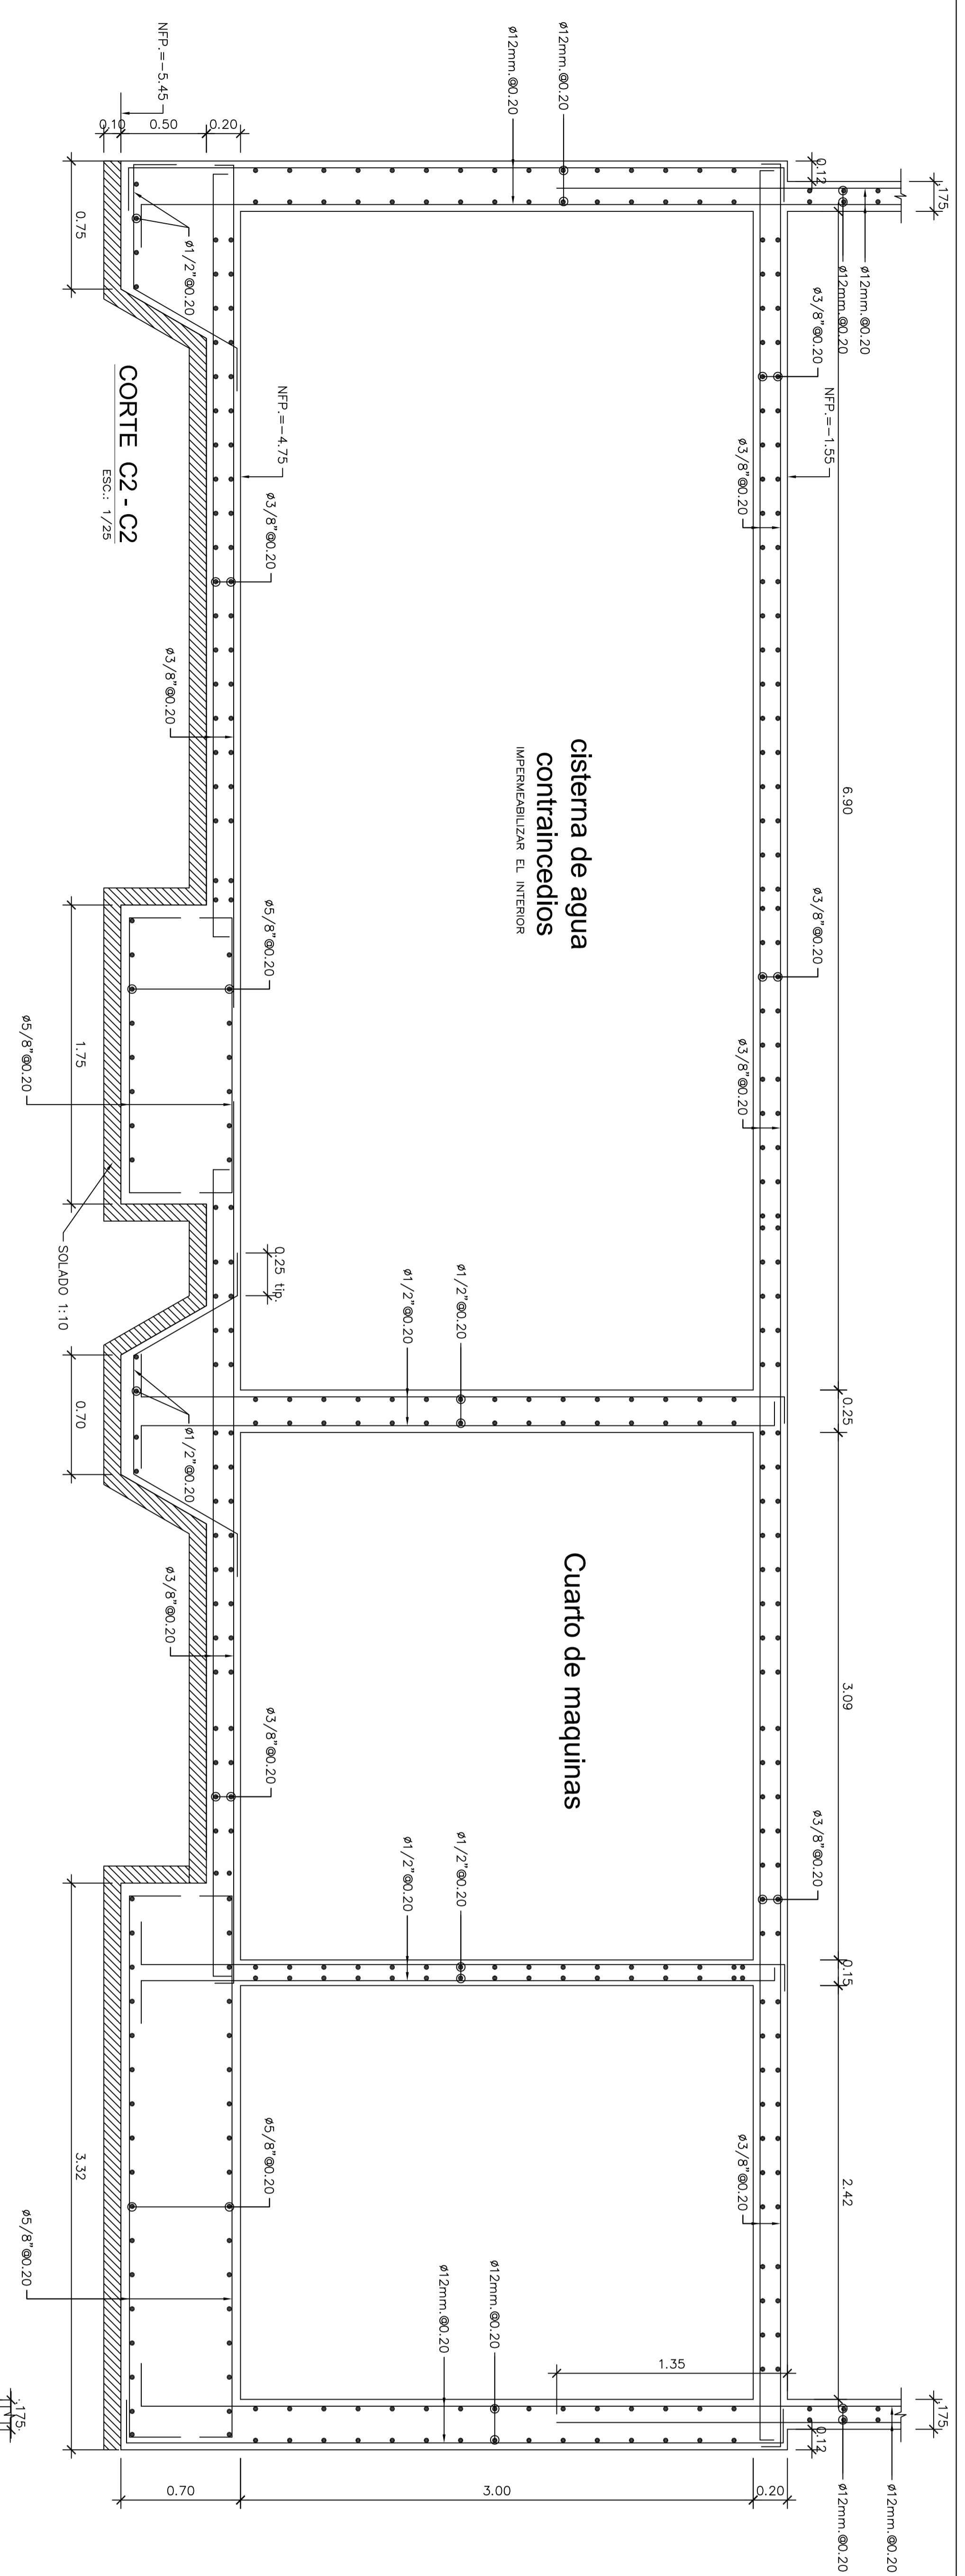 .175
6.90
0.25
3.09
0.15
2.42
.175
0.12
ø12mm.@0.20
ø12mm.@0.20
ø3/8"@0.20
NFP.=-1.55
ø3/8"@0.20
ø3/8"@0.20
ø3/8"@0.20
ø3/8"@0.20
ø3/8"@0.20
0.12
ø12mm.@0.20
ø12mm.@0.20
ø12mm.@0.20
ø12mm.@0.20
cisterna de agua
contraincedios
IMPERMEABILIZAR EL INTERIOR
Cuarto de maquinas
1.35
0.20
3.00
0.70
ø1/2"@0.20
ø1/2"@0.20
ø1/2"@0.20
ø1/2"@0.20
ø12mm.@0.20
ø12mm.@0.20
NFP.=-4.75
ø3/8"@0.20
ø5/8"@0.20
0.25 tip.
ø3/8"@0.20
ø5/8"@0.20
0.20
0.50
0.10
NFP.=-5.45
ø1/2"@0.20
ø3/8"@0.20
ø1/2"@0.20
ø3/8"@0.20
CORTE C2 - C2
ESC.: 1/25
0.75
1.75
SOLADO 1:10
0.70
3.32
ø5/8"@0.20
ø5/8"@0.20
.175